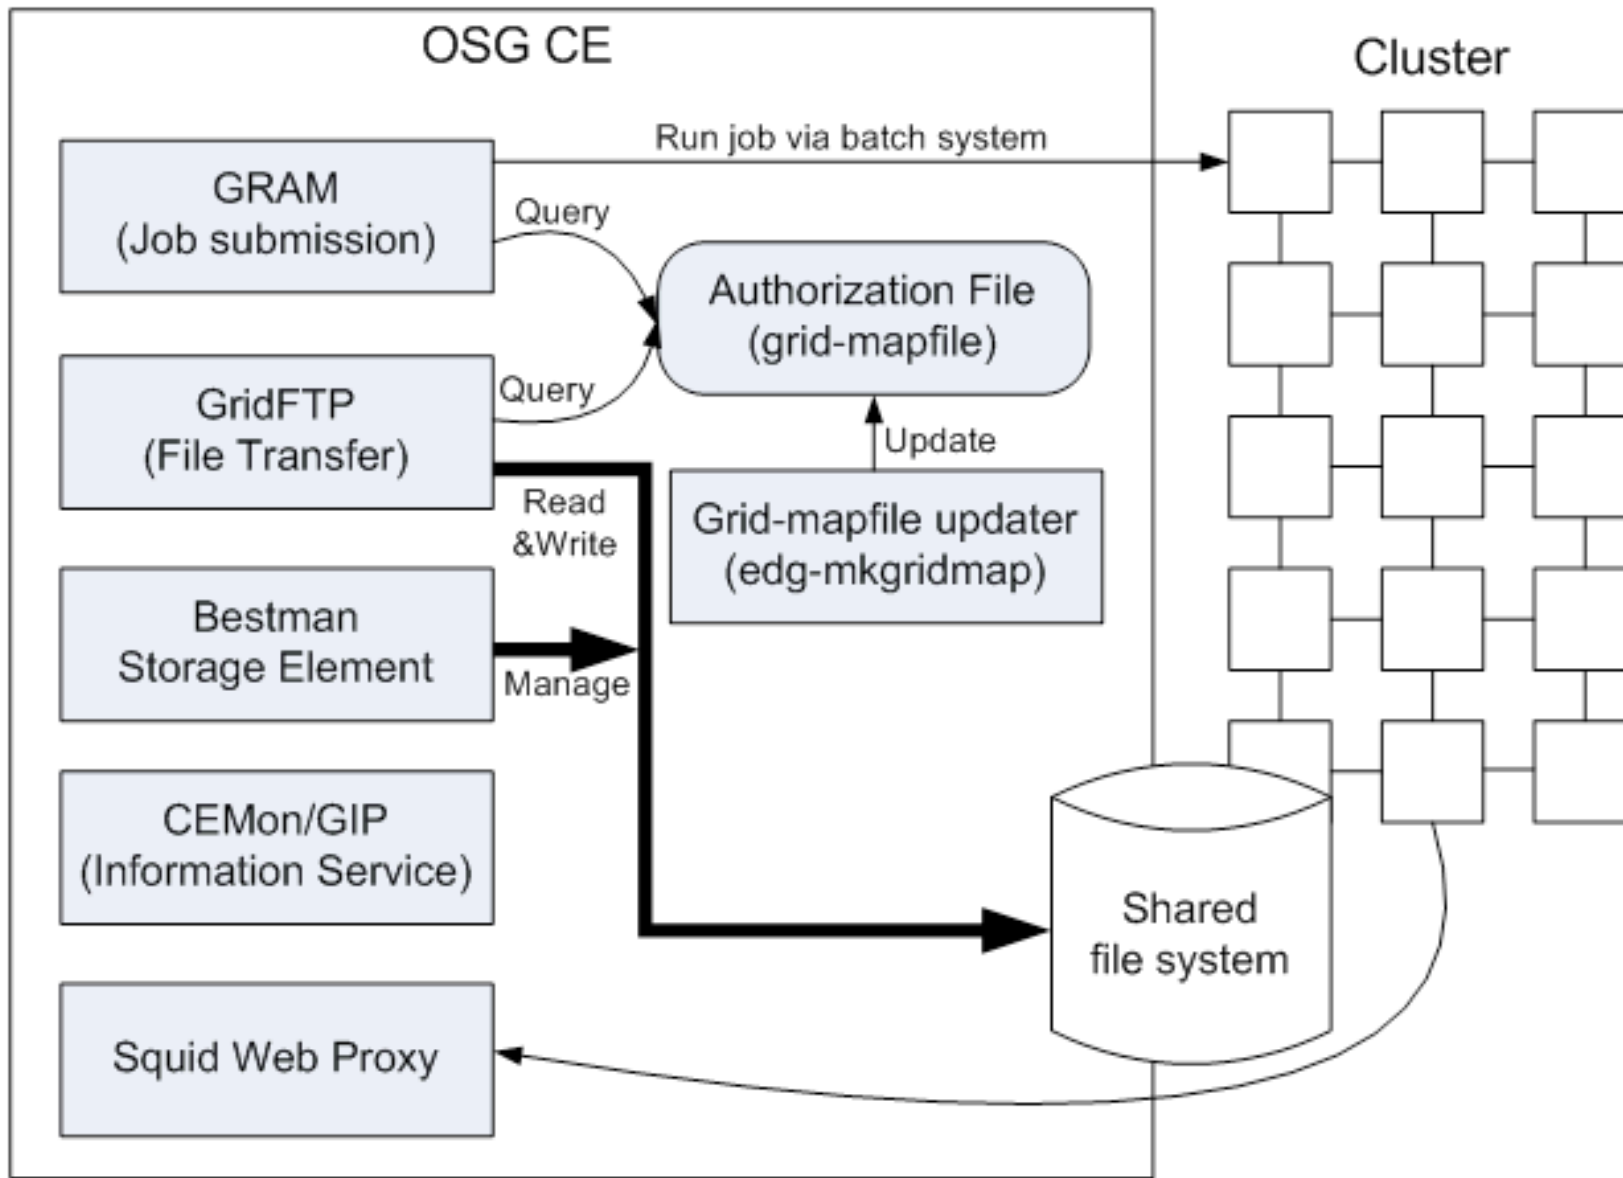 OSG CE
Cluster
Run job via batch system
GRAM
(Job submission)
Query
Authorization File
(grid-mapfile)
GridFTP
(File Transfer)
Query
Update
Read
&Write
Grid-mapfile updater
(edg-mkgridmap)
Bestman
Storage Element
Manage
CEMon/GIP
(Information Service)
Shared
file system
Squid Web Proxy